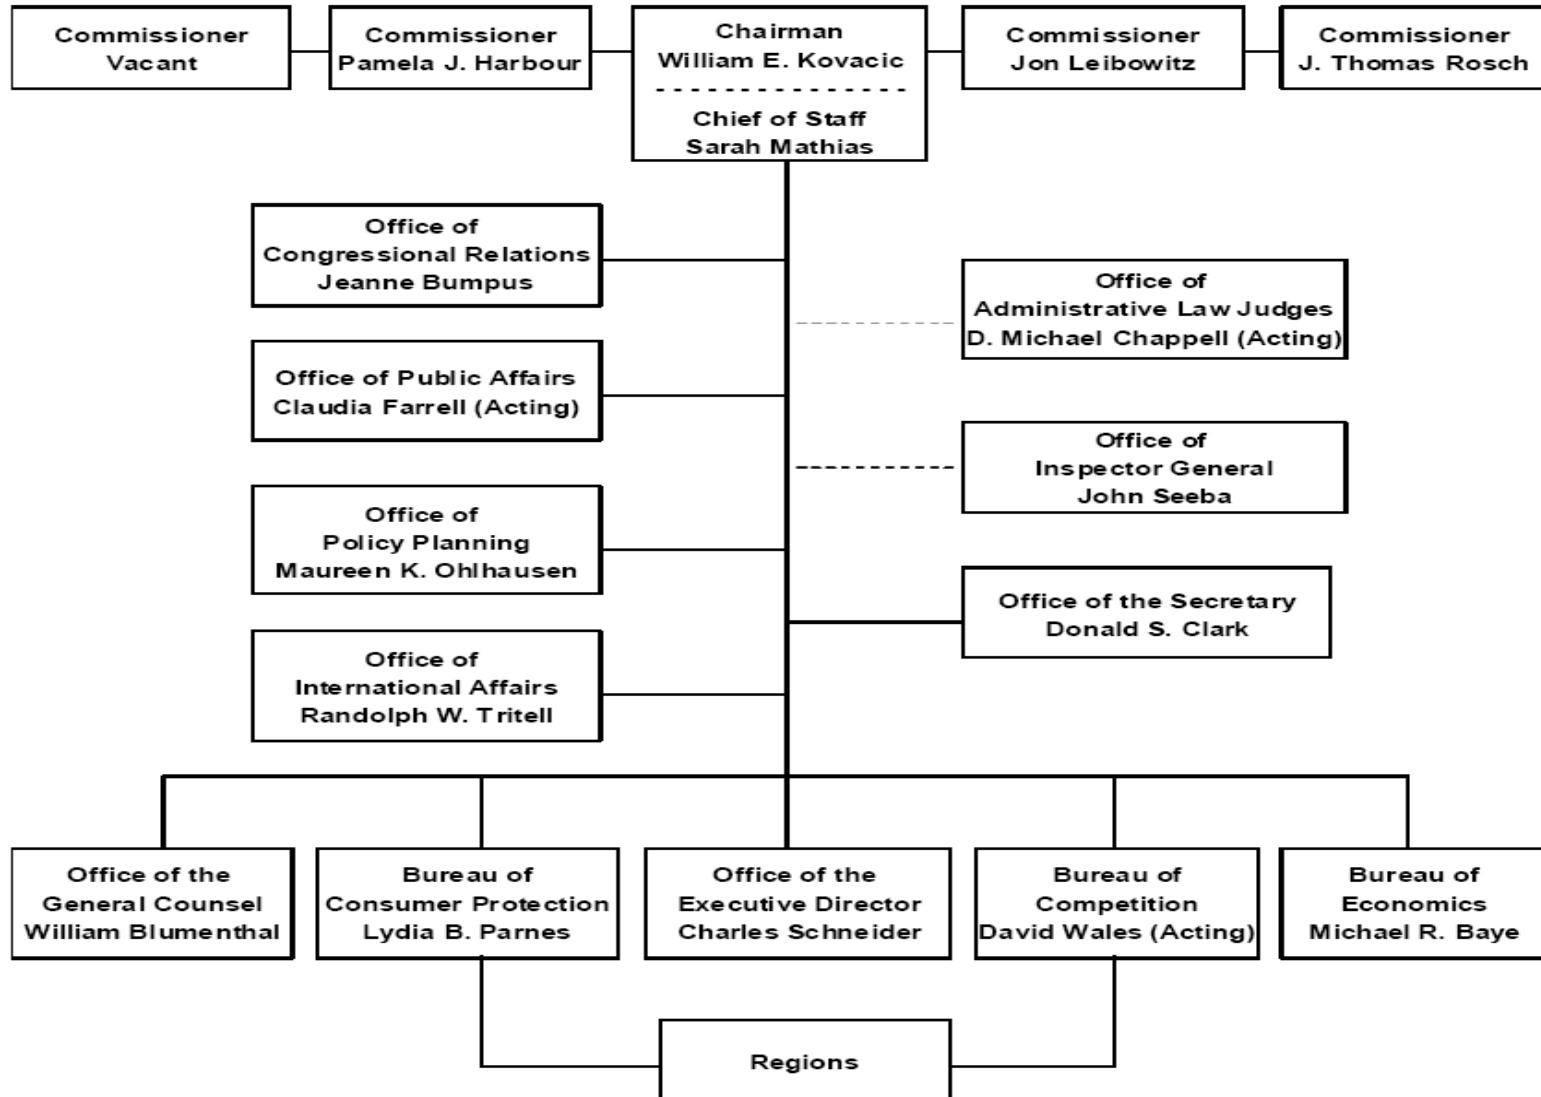 Commissioner
Vacant
Commissioner
Pamela J. Harbour
Chairman
William E. Kovacic
Chief of Staff
Sarah Mathias
Commissioner
Jon Leibowitz
Commissioner
J. Thomas Rosch
Office of
Congressional Relations
Jeanne Bumpus
Office of
Administrative Law Judges
D. Michael Chappell (Acting)
Office of Public Affairs
Claudia Farrell (Acting)
Office of
Inspector General
John Seeba
Office of
Policy Planning
Maureen K. Ohlhausen
Office of the Secretary
Donald S. Clark
Office of
International Affairs
Randolph W. Tritell
Office of the
General Counsel
William Blumenthal
Bureau of
Consumer Protection
Lydia B. Parnes
Office of the
Executive Director
Charles Schneider
Bureau of
Competition
David Wales (Acting)
Bureau of
Economics
Michael R. Baye
Regions